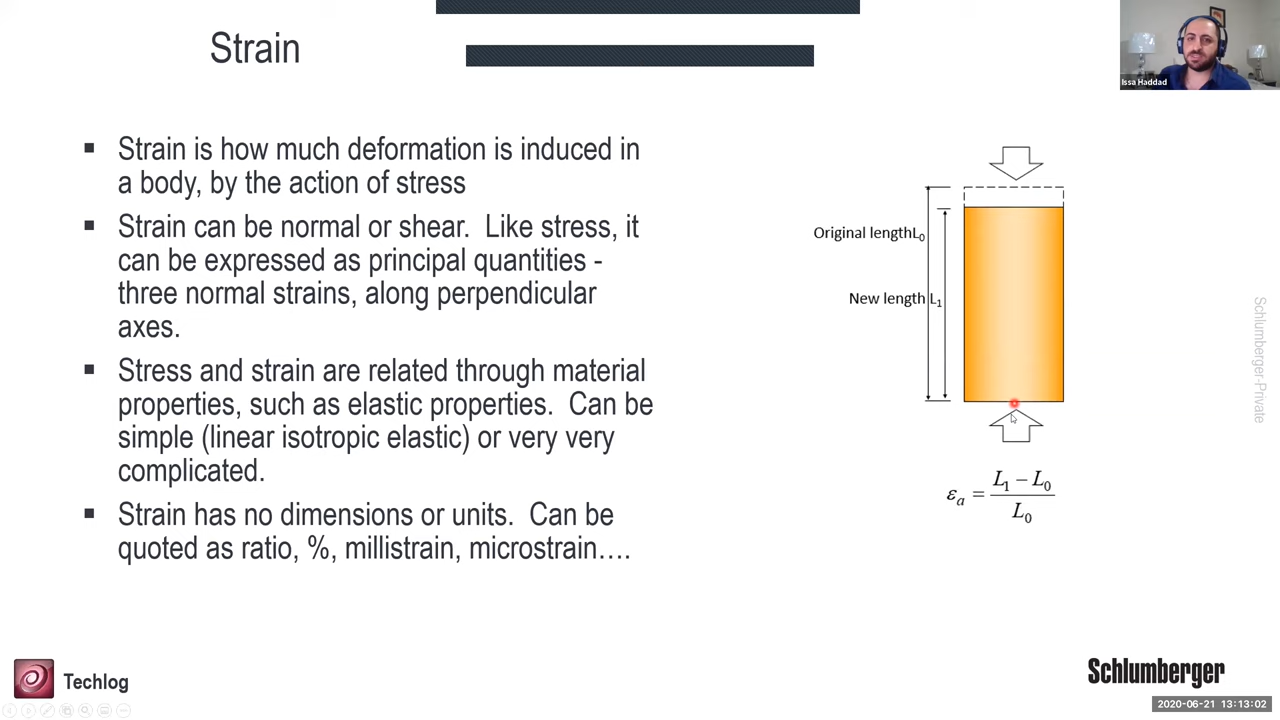 Strain
Issa Haddad
▪ Strain is how much deformation is induced in
a body, by the action of stress
▪ Strain can be normal or shear.  Like stress, it
can be expressed as principal quantities -
three normal strains, along perpendicular
axes.
▪ Stress and strain are related through material
properties, such as elastic properties.  Can be
simple (linear isotropic elastic) or very very
complicated.
▪ Strain has no dimensions or units.  Can be
quoted as ratio, %, millistrain, microstrain….
Original lengthL₀
New length L₁
εₐ = (L₁ − L₀) / L₀
Schlumberger-Private
Techlog
Schlumberger
2020-06-21 13:13:02